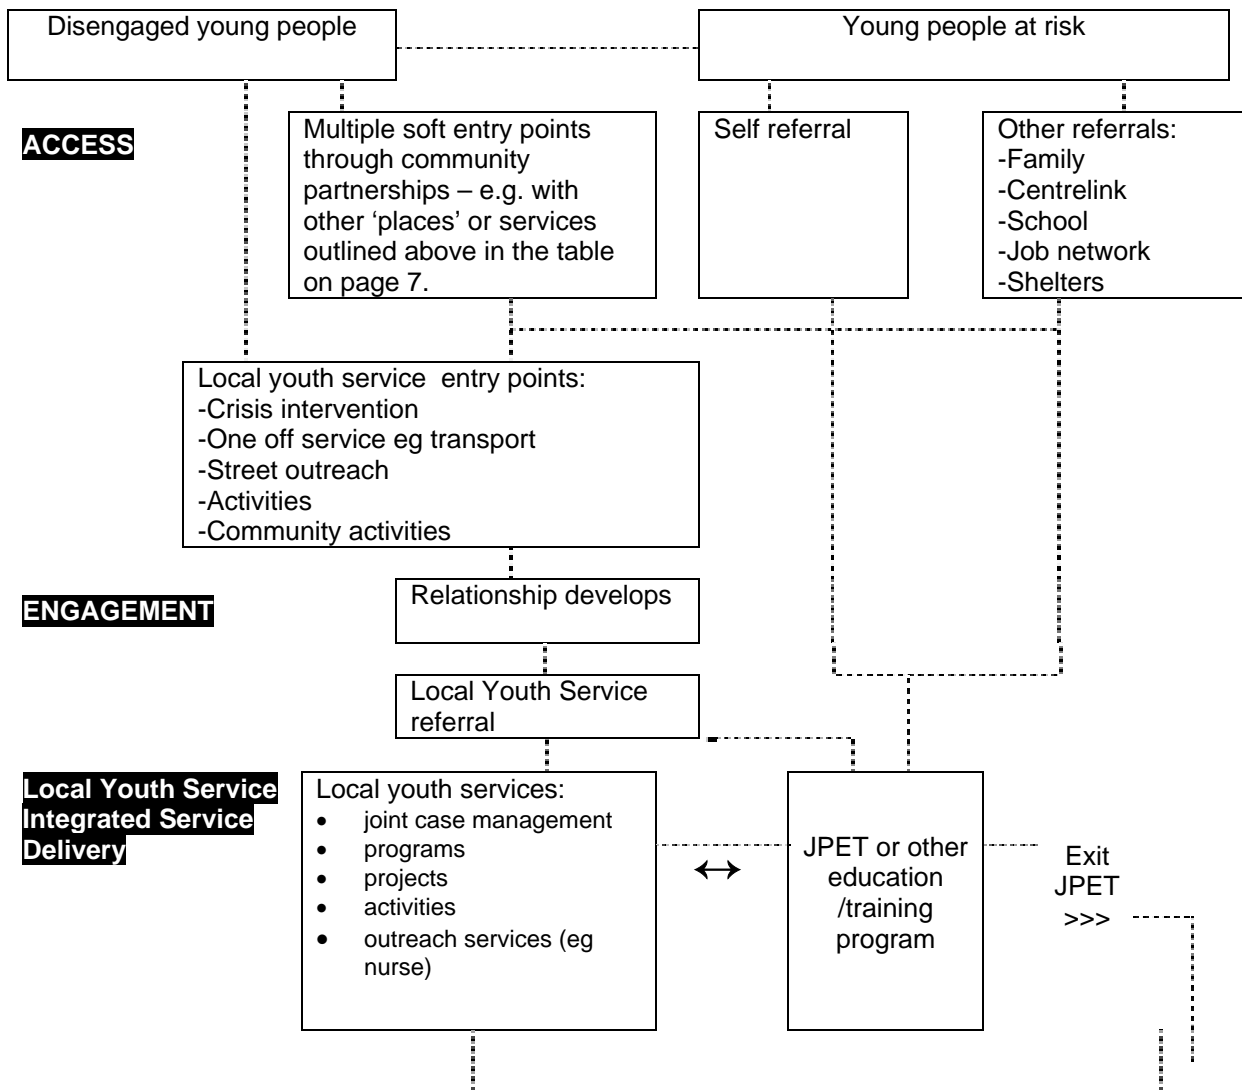 Disengaged young people
Young people at risk
ACCESS
Multiple soft entry points
through community
partnerships – e.g. with
other ‘places’ or services
outlined above in the table
on page 7.
Self referral
Other referrals:
-Family
-Centrelink
-School
-Job network
-Shelters
Local youth service  entry points:
-Crisis intervention
-One off service eg transport
-Street outreach
-Activities
-Community activities
ENGAGEMENT
Relationship develops
Local Youth Service
referral
Local Youth Service
Integrated Service
Delivery
Local youth services:
• joint case management
• programs
• projects
• activities
• outreach services (eg
nurse)
↔
JPET or other
education
/training
program
Exit
JPET
>>>